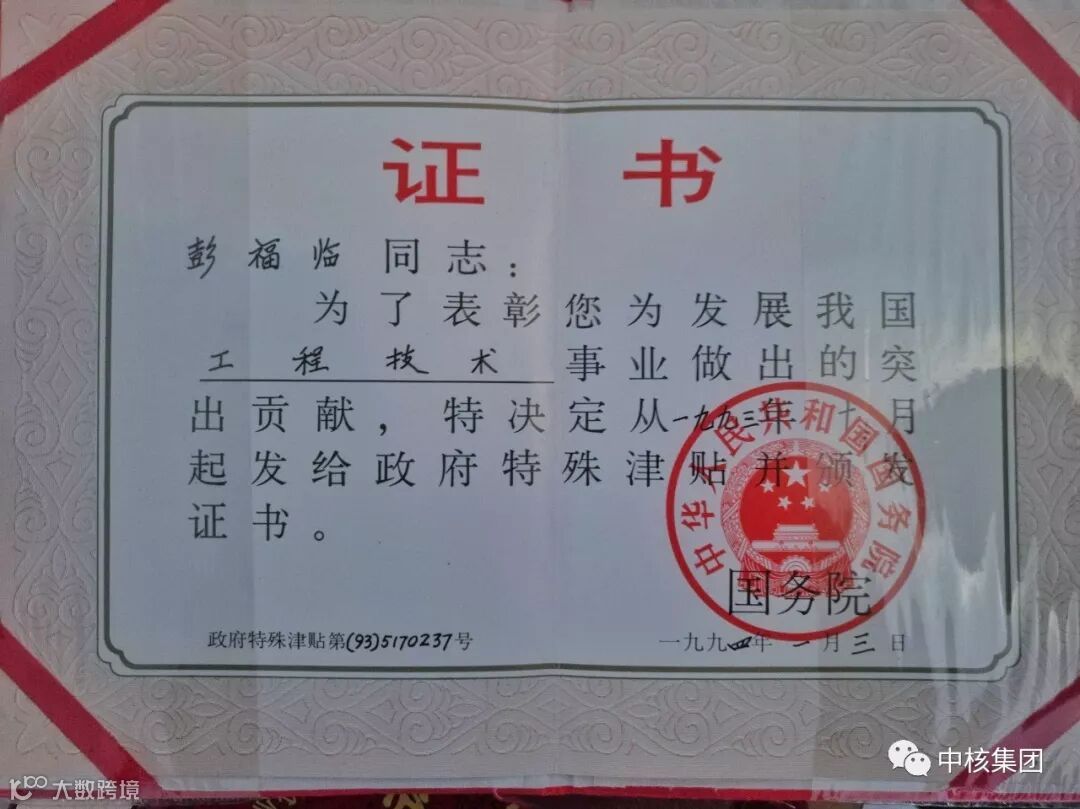 证书
彭福临同志：
为了表彰您为发展我国
工程技术事业做出的突
出贡献，特决定从一九九三年十月
起发给政府特殊津贴并颁发
证书。
中华人民共和国国务院
国务院
政府特殊津贴第(93)5170237号
一九九四年一月三日
中核集团
大数跨境